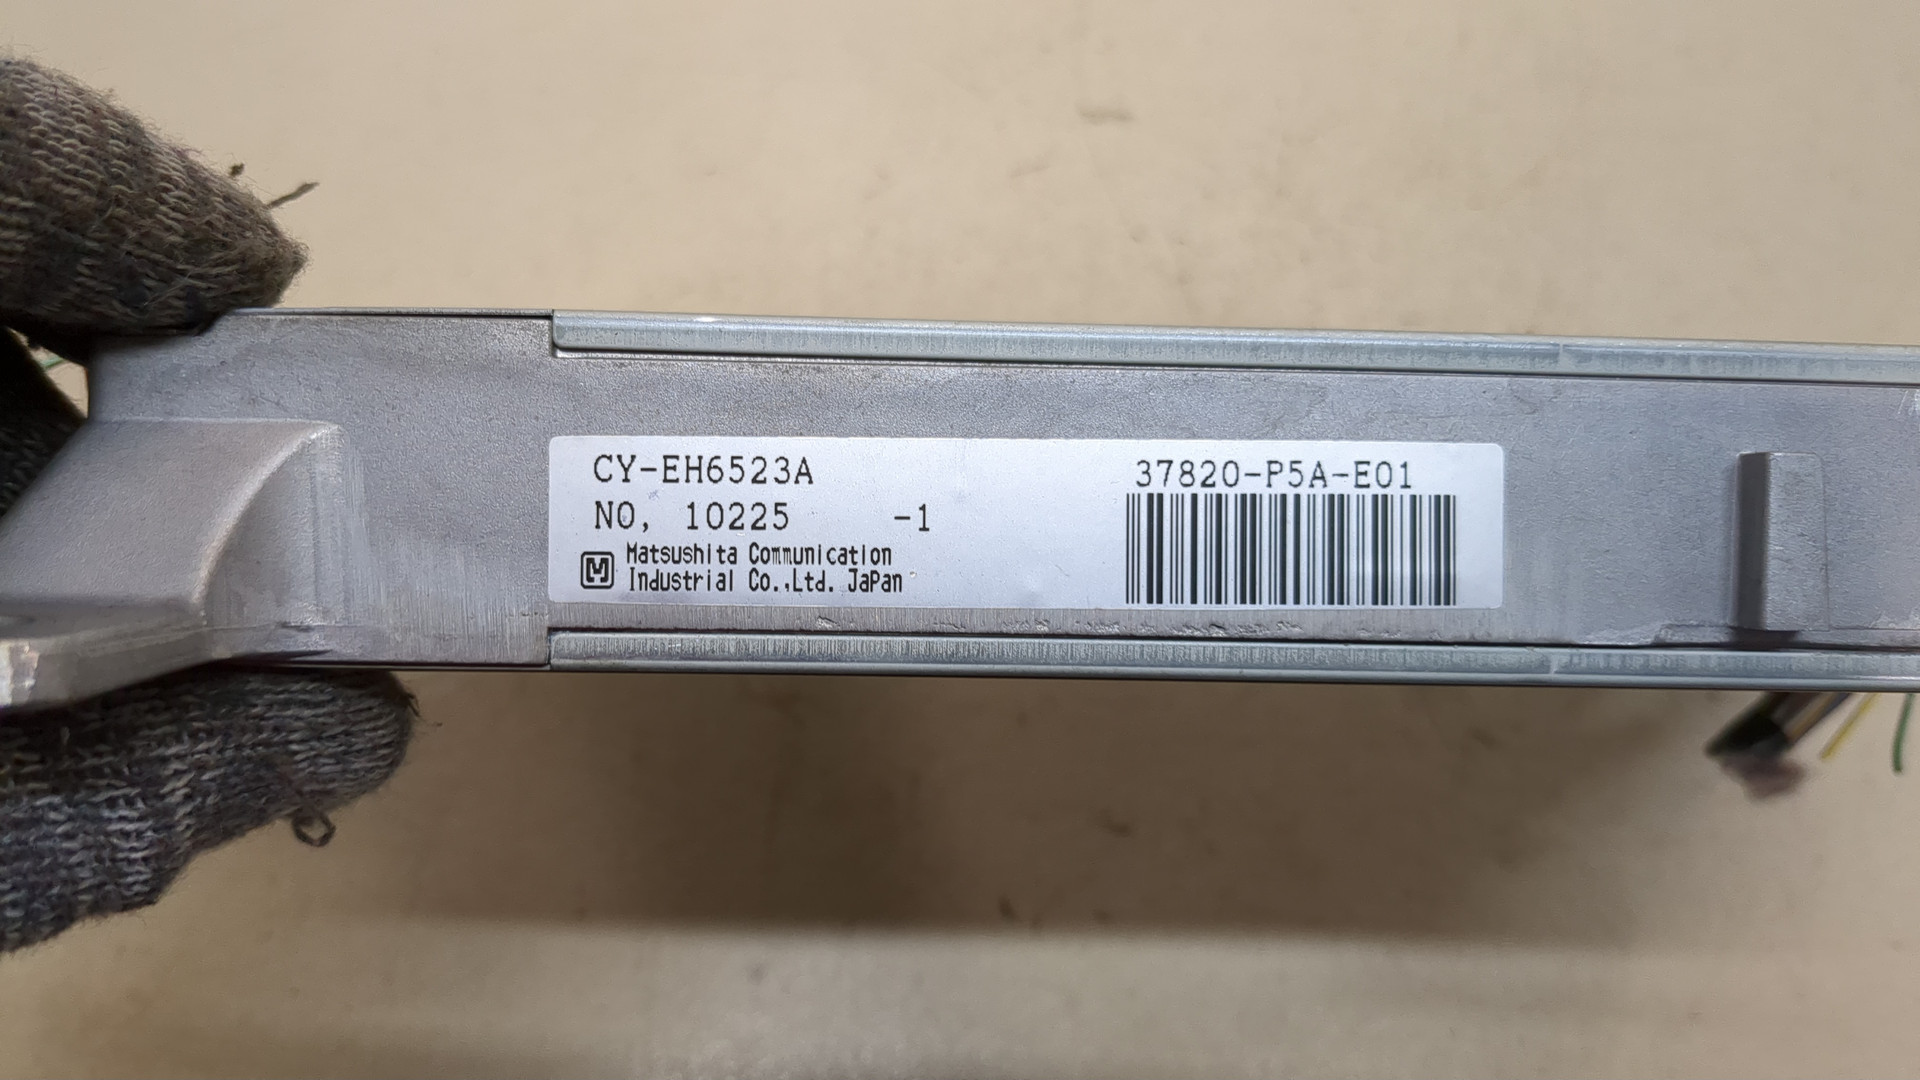 CY-EH6523A
37820-P5A-E01
NO, 10225 -1
M Matsushita Communication
Industrial Co.,Ltd. JaPan